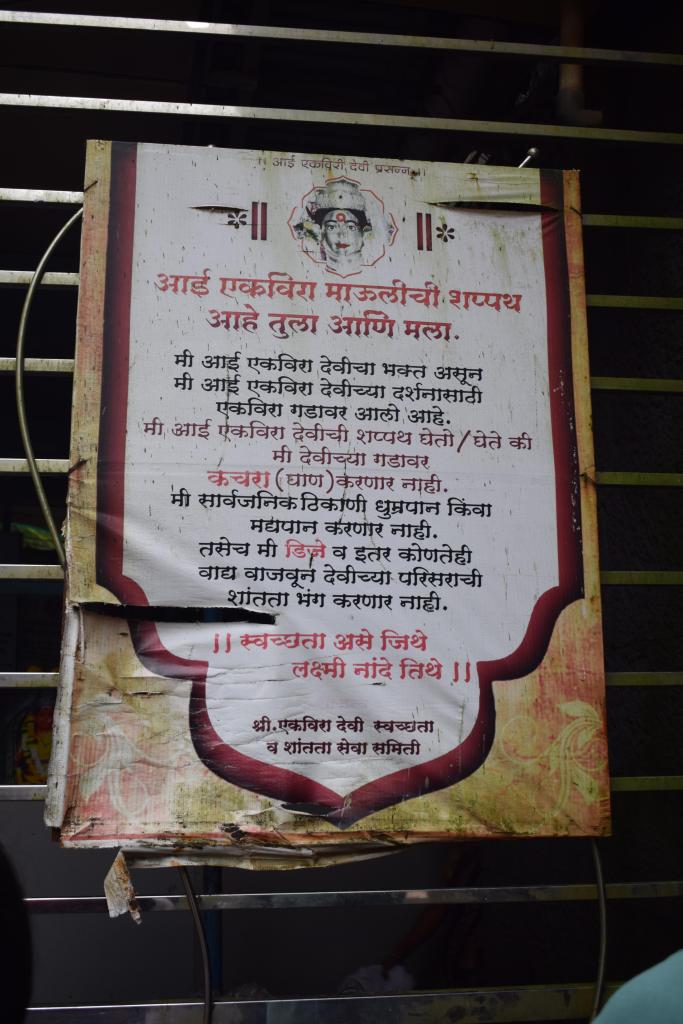 ।। आई एकविरा देवी प्रसन्न ।।
आई एकविरा माऊलीची शप्पथ
आहे तुला आणि मला.
मी आई एकविरा देवीचा भक्त असून
मी आई एकविरा देवीच्या दर्शनासाठी
एकविरा गडावर आलो आहे.
मी आई एकविरा देवीची शप्पथ घेतो/घेते की
मी देवीच्या गडावर
कचरा(घाण)करणार नाही.
मी सार्वजनिक ठिकाणी धुम्रपान किंवा
मद्यपान करणार नाही.
तसेच मी डिजे व इतर कोणतेही
वाद्य वाजवून देवीच्या परिसराची
शांतता भंग करणार नाही.
|| स्वच्छता असे जिथे
लक्ष्मी नांदे तिथे ||
श्री.एकविरा देवी स्वच्छता
व शांतता सेवा समिती